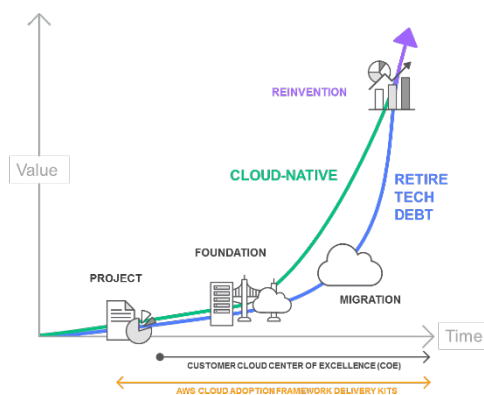 REINVENTION
Value
CLOUD-NATIVE
RETIRE
TECH
DEBT
FOUNDATION
PROJECT
MIGRATION
Time
CUSTOMER CLOUD CENTER OF EXCELLENCE (COE)
AWS CLOUD ADOPTION FRAMEWORK DELIVERY KITS